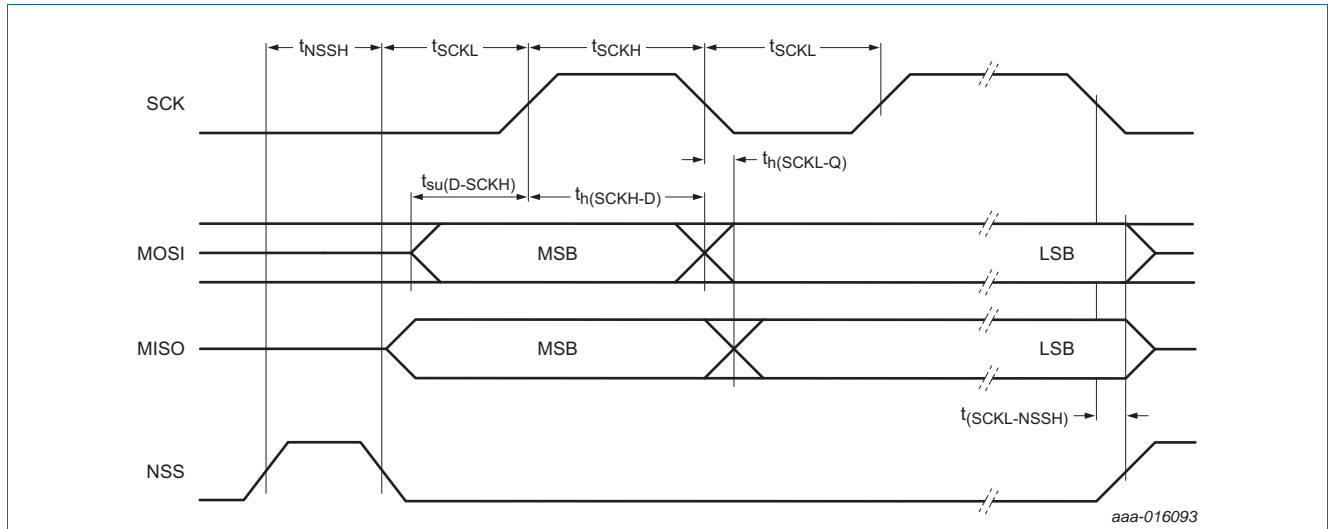 tNSSH tSCKL tSCKH tSCKL
SCK
th(SCKL-Q)
tsu(D-SCKH) th(SCKH-D)
MOSI MSB LSB
MISO MSB LSB
t(SCKL-NSSH)
NSS
aaa-016093